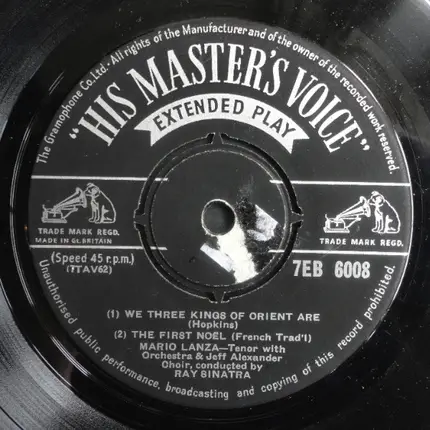 The Gramophone Co. Ltd. · All rights of the Manufacturer and of the owner of the recorded work reserved.
"HIS MASTER'S VOICE"
EXTENDED PLAY
TRADE MARK REGD.
MADE IN GT. BRITAIN
TRADE MARK REGD.
(Speed 45 r.p.m.)
(7TAV62)
7EB 6008
(1) WE THREE KINGS OF ORIENT ARE
(Hopkins)
(2) THE FIRST NOËL (French Trad'l)
MARIO LANZA—Tenor with
Orchestra & Jeff Alexander
Choir, conducted by
RAY SINATRA
Unauthorised public performance, broadcasting and copying of this record prohibited.